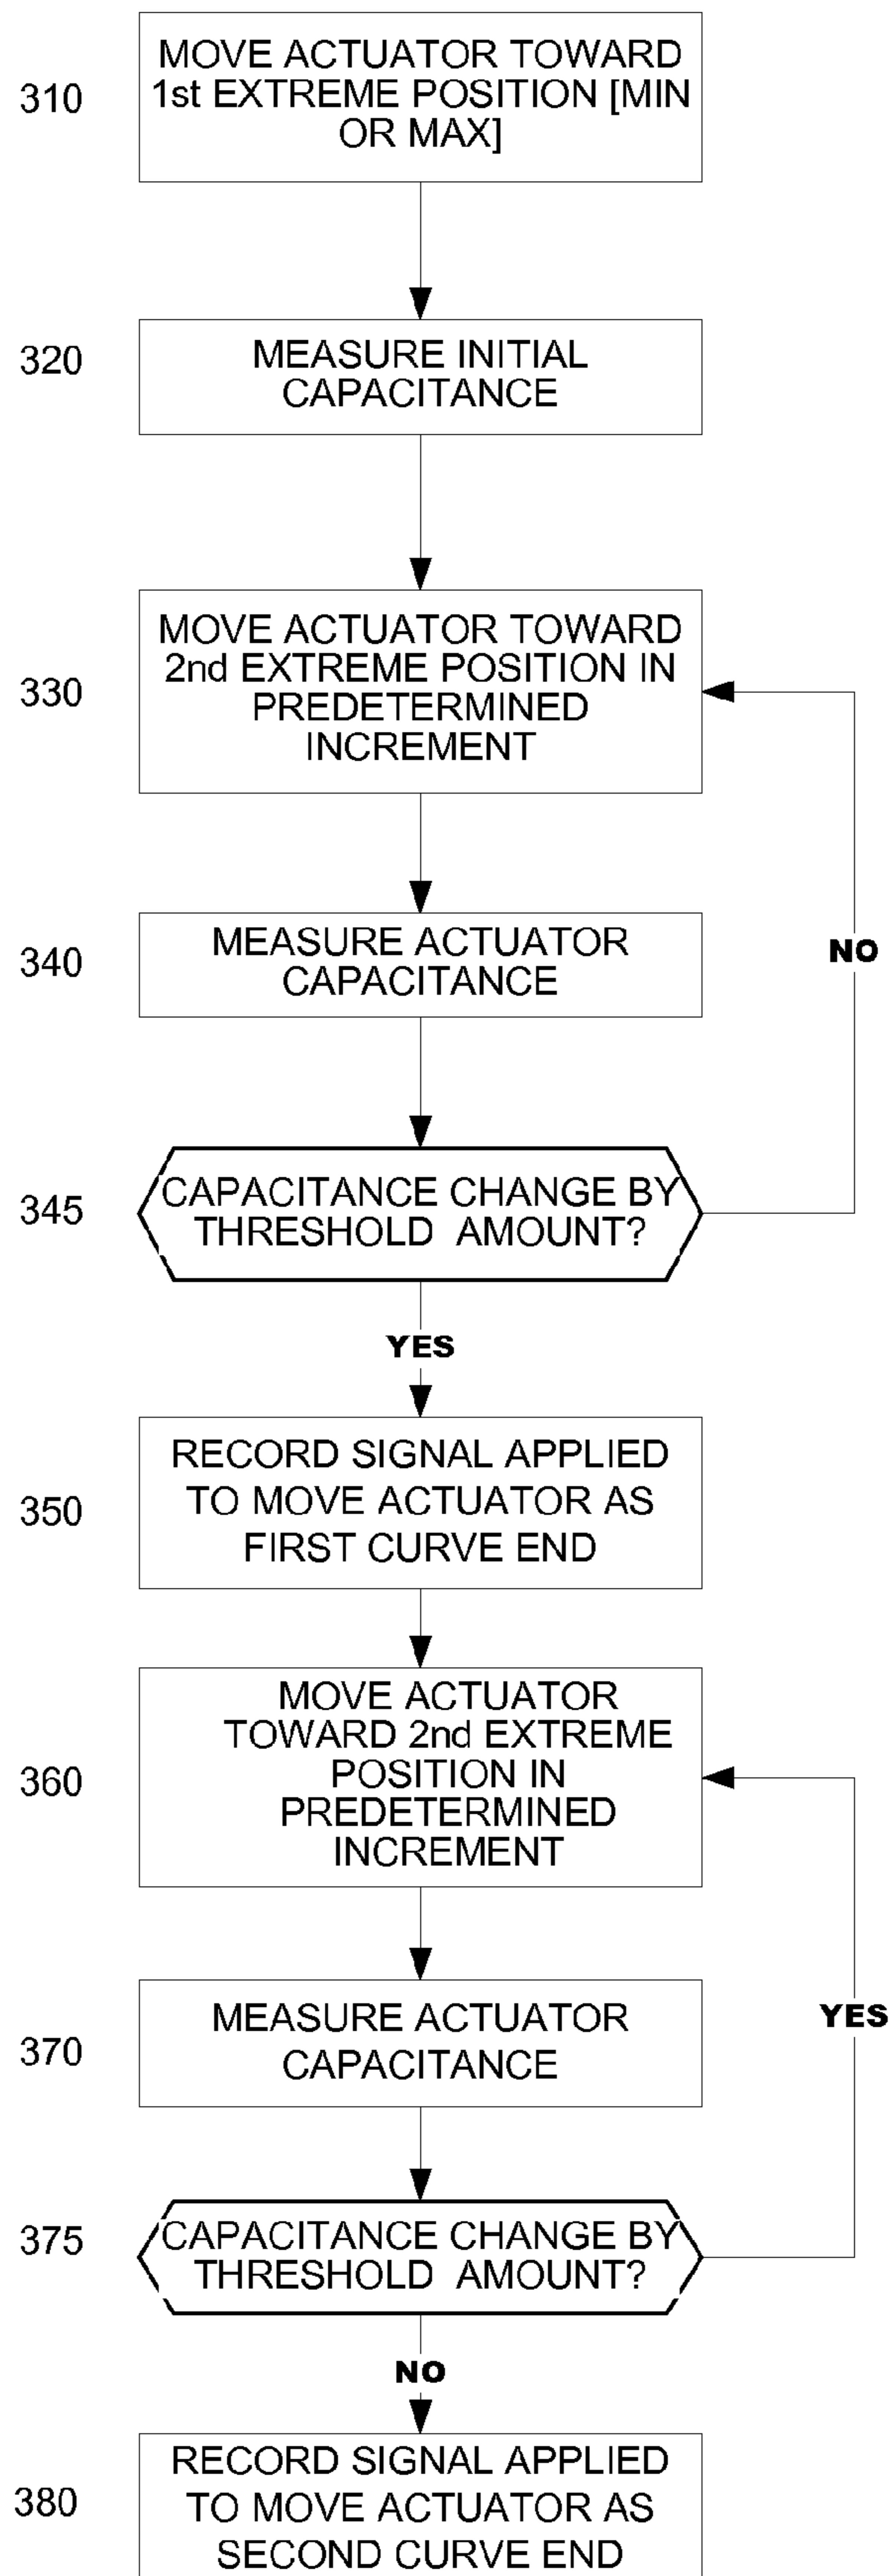 310
MOVE ACTUATOR TOWARD
1st EXTREME POSITION [MIN
OR MAX]
320
MEASURE INITIAL
CAPACITANCE
330
MOVE ACTUATOR TOWARD
2nd EXTREME POSITION IN
PREDETERMINED
INCREMENT
340
MEASURE ACTUATOR
CAPACITANCE
NO
345
CAPACITANCE CHANGE BY
THRESHOLD AMOUNT?
YES
350
RECORD SIGNAL APPLIED
TO MOVE ACTUATOR AS
FIRST CURVE END
360
MOVE ACTUATOR
TOWARD 2nd EXTREME
POSITION IN
PREDETERMINED
INCREMENT
370
MEASURE ACTUATOR
CAPACITANCE
YES
375
CAPACITANCE CHANGE BY
THRESHOLD AMOUNT?
NO
380
RECORD SIGNAL APPLIED
TO MOVE ACTUATOR AS
SECOND CURVE END